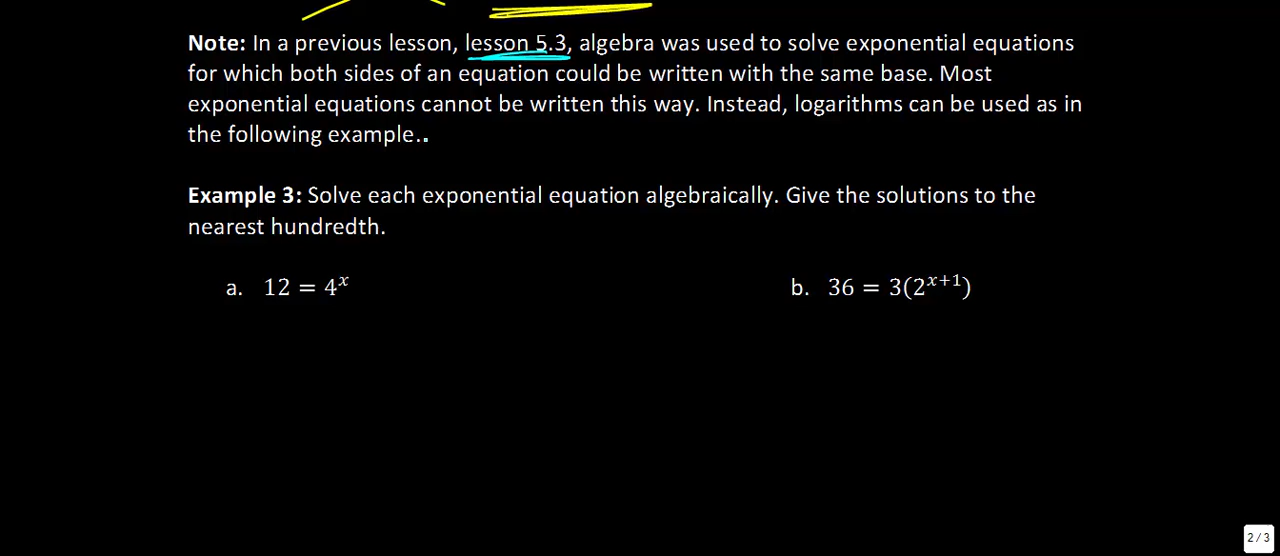 Note: In a previous lesson, lesson 5.3, algebra was used to solve exponential equations
for which both sides of an equation could be written with the same base. Most
exponential equations cannot be written this way. Instead, logarithms can be used as in
the following example..
Example 3: Solve each exponential equation algebraically. Give the solutions to the
nearest hundredth.
a. 12 = 4ˣ b. 36 = 3(2ˣ⁺¹)
2/3